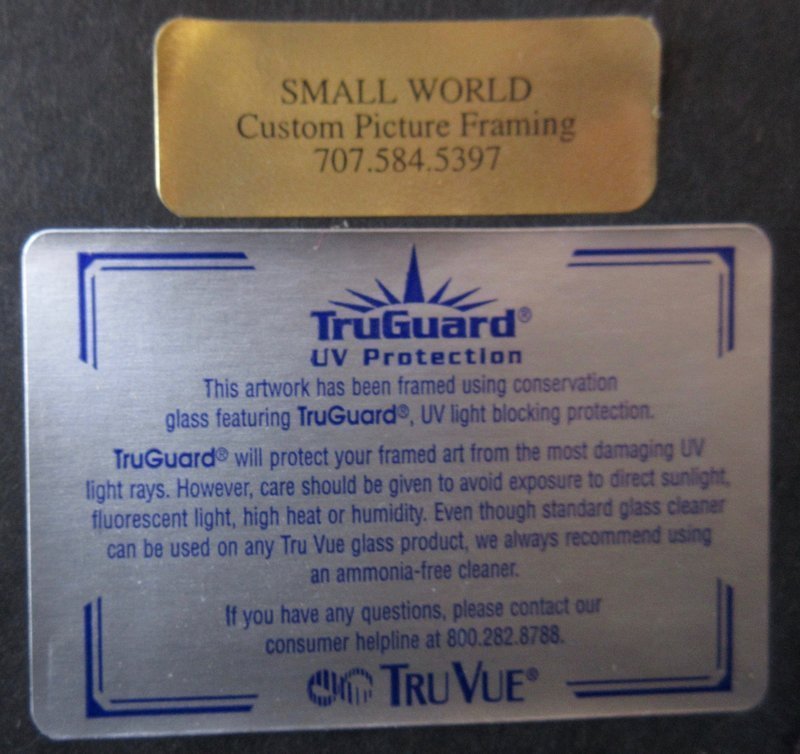 SMALL WORLD
Custom Picture Framing
707.584.5397
TruGuard®
UV Protection
This artwork has been framed using conservation
glass featuring TruGuard®, UV light blocking protection.
TruGuard® will protect your framed art from the most damaging UV
light rays. However, care should be given to avoid exposure to direct sunlight,
fluorescent light, high heat or humidity. Even though standard glass cleaner
can be used on any Tru Vue glass product, we always recommend using
an ammonia-free cleaner.
If you have any questions, please contact our
consumer helpline at 800.282.8788.
TRU VUE®